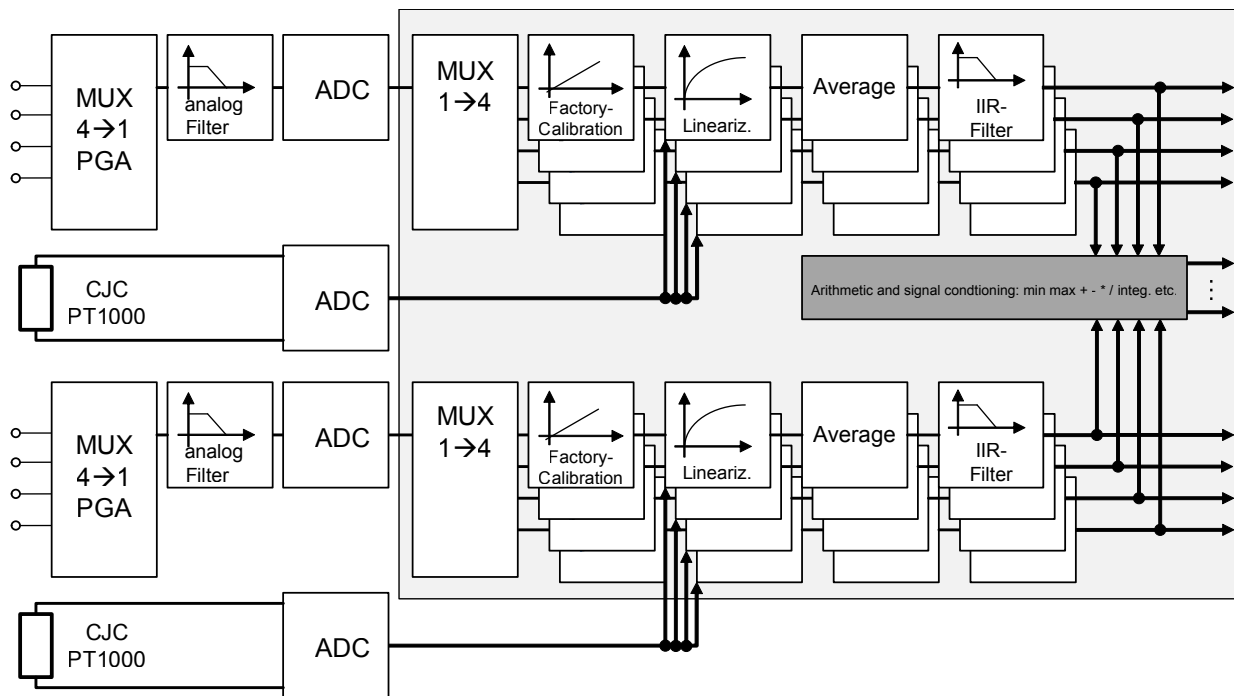 MUX
4→1
PGA
analog
Filter
ADC
MUX
1→4
Factory-
Calibration
Lineariz.
Average
IIR-
Filter
CJC
PT1000
ADC
Arithmetic and signal condtioning: min max + - * / integ. etc.
MUX
4→1
PGA
analog
Filter
ADC
MUX
1→4
Factory-
Calibration
Lineariz.
Average
IIR-
Filter
CJC
PT1000
ADC